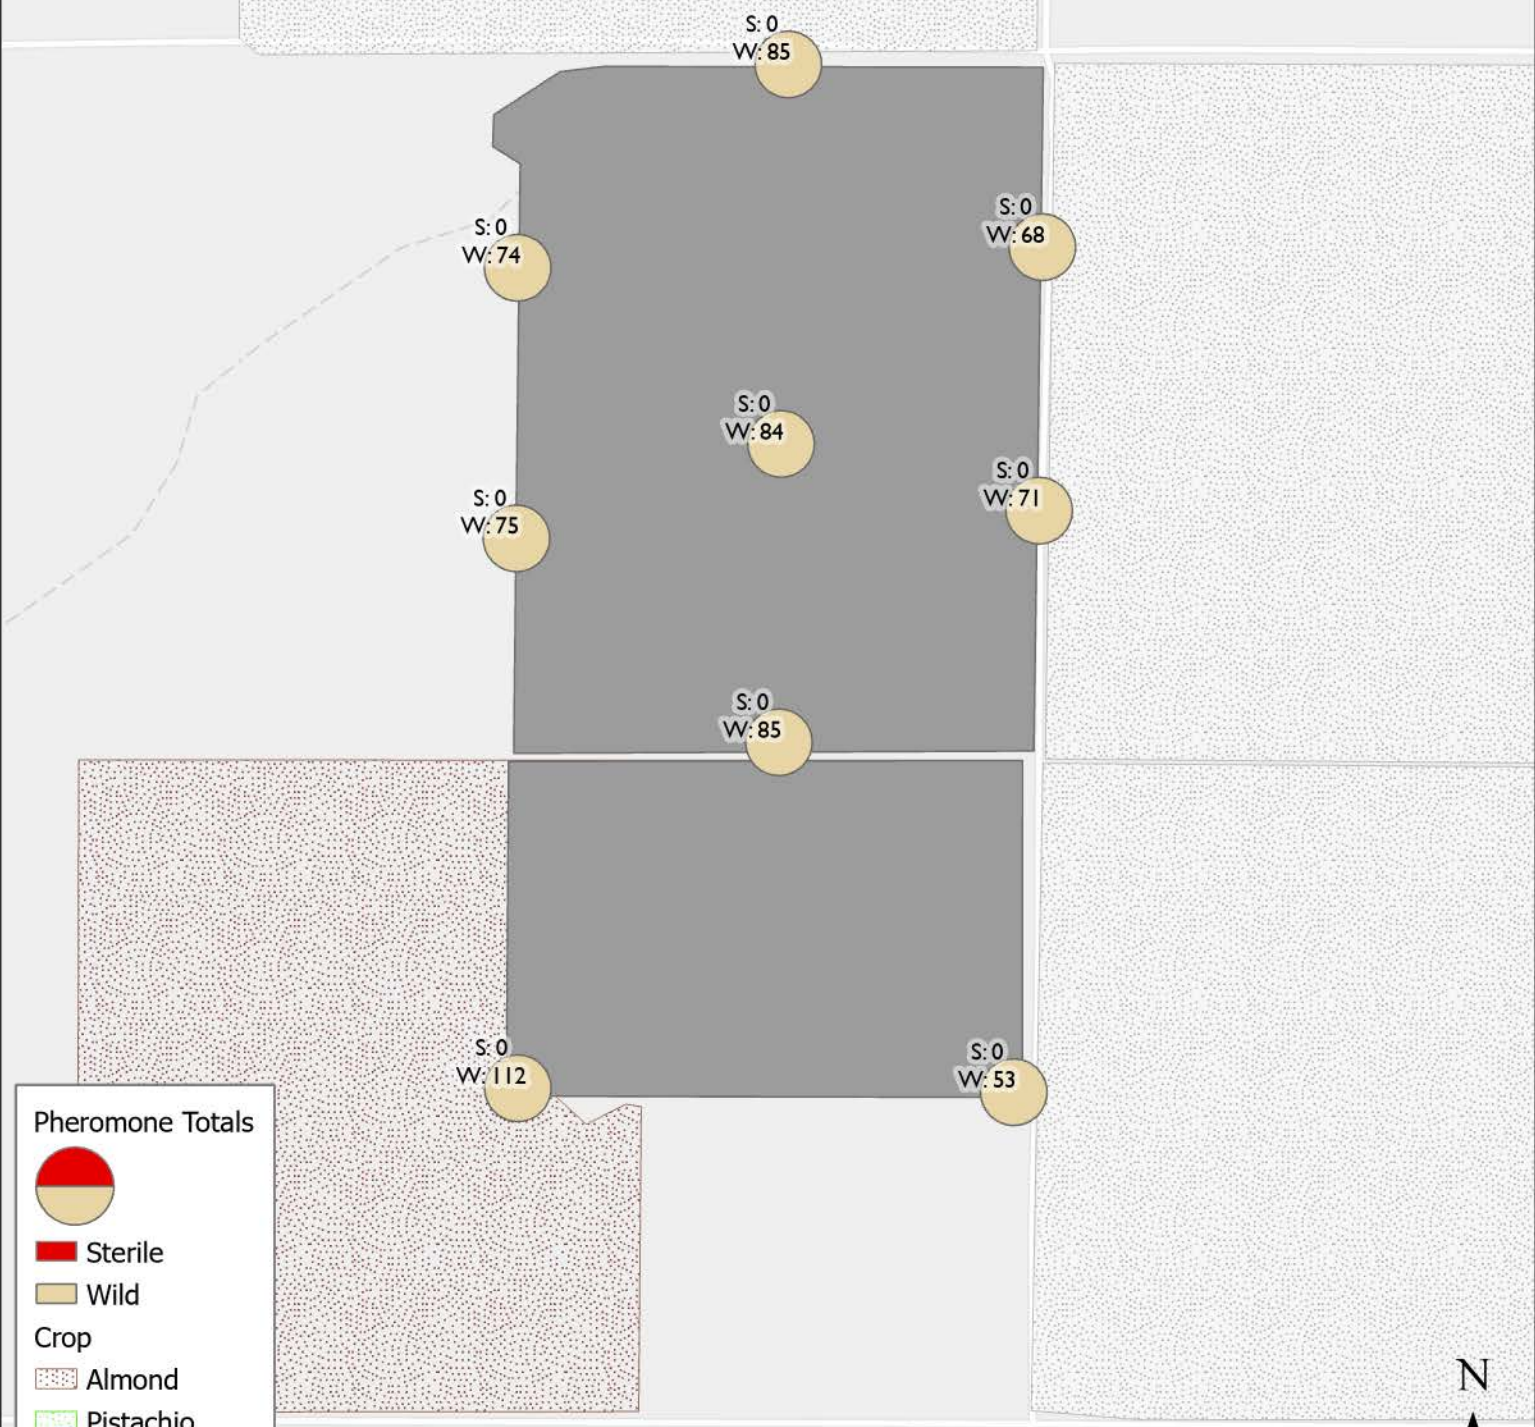 S: 0
W: 85
S: 0
W: 68
S: 0
W: 74
S: 0
W: 84
S: 0
W: 71
S: 0
W: 75
S: 0
W: 85
S: 0
W: 112
S: 0
W: 53
Pheromone Totals
Sterile
Wild
Crop
Almond
Pistachio
N